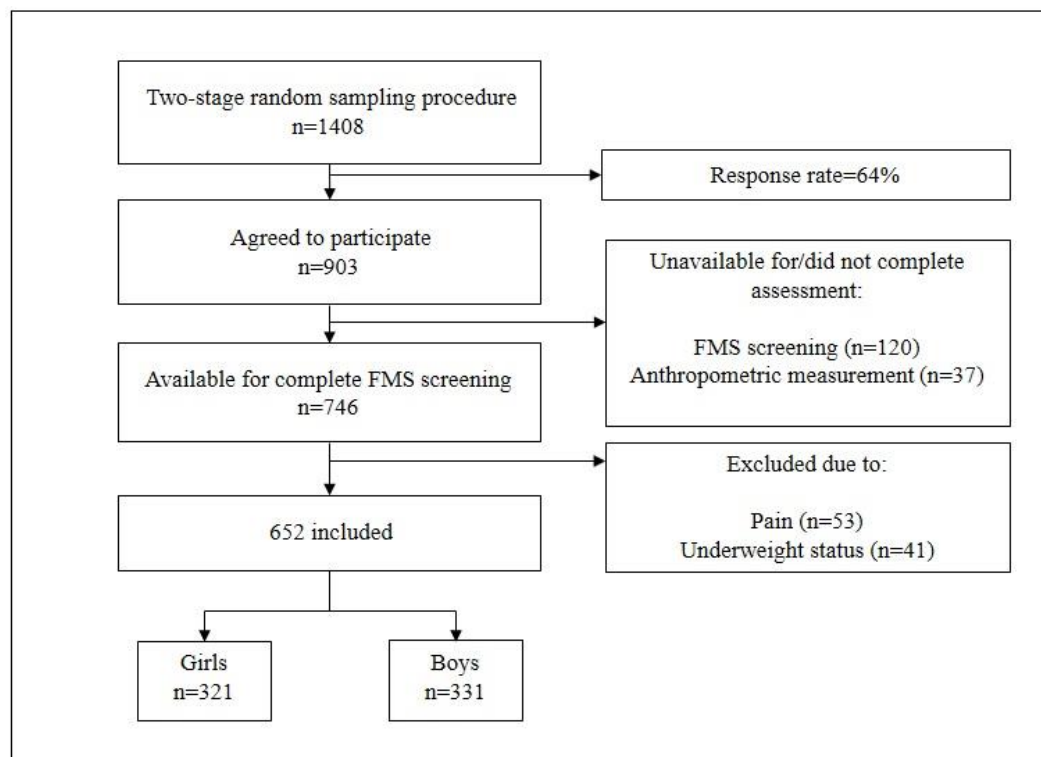 Two-stage random sampling procedure
n=1408
Response rate=64%
Agreed to participate
n=903
Unavailable for/did not complete
assessment:
FMS screening (n=120)
Anthropometric measurement (n=37)
Available for complete FMS screening
n=746
Excluded due to:
Pain (n=53)
Underweight status (n=41)
652 included
Girls
n=321
Boys
n=331